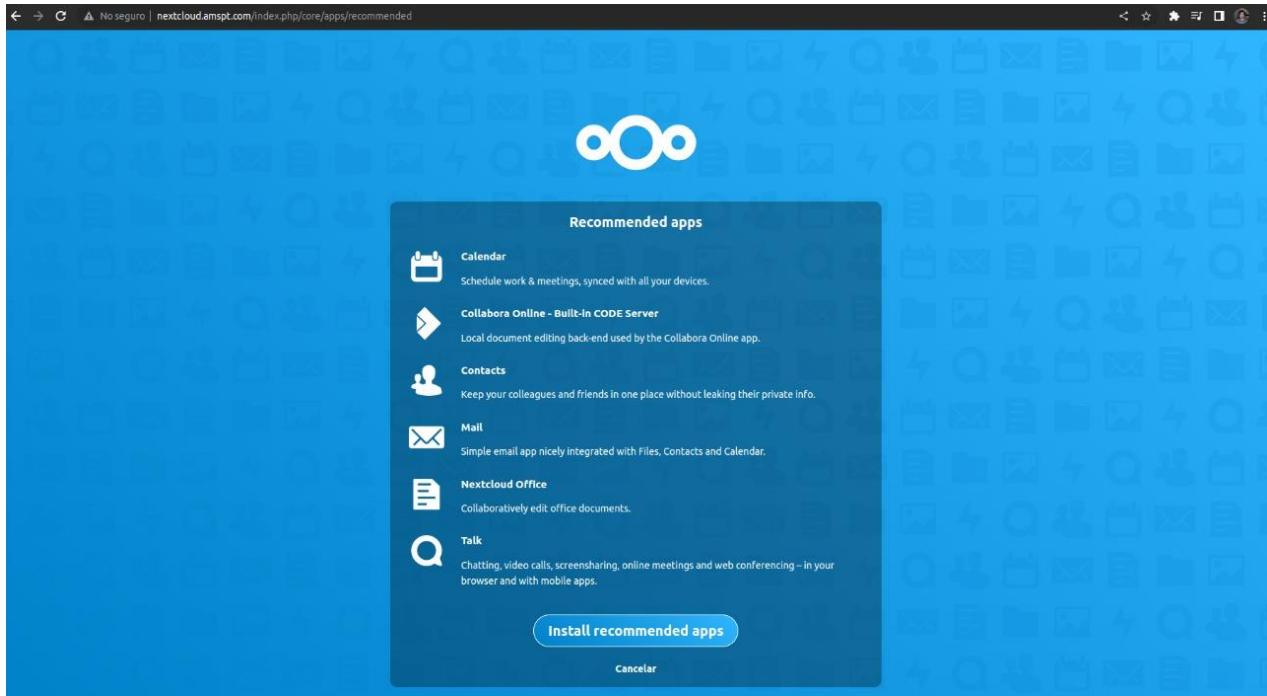 No seguro | nextcloud.amspt.com/index.php/core/apps/recommended
Recommended apps
Calendar
Schedule work & meetings, synced with all your devices.
Collabora Online - Built-in CODE Server
Local document editing back-end used by the Collabora Online app.
Contacts
Keep your colleagues and friends in one place without leaking their private info.
Mail
Simple email app nicely integrated with Files, Contacts and Calendar.
Nextcloud Office
Collaboratively edit office documents.
Talk
Chatting, video calls, screensharing, online meetings and web conferencing – in your
browser and with mobile apps.
Install recommended apps
Cancelar